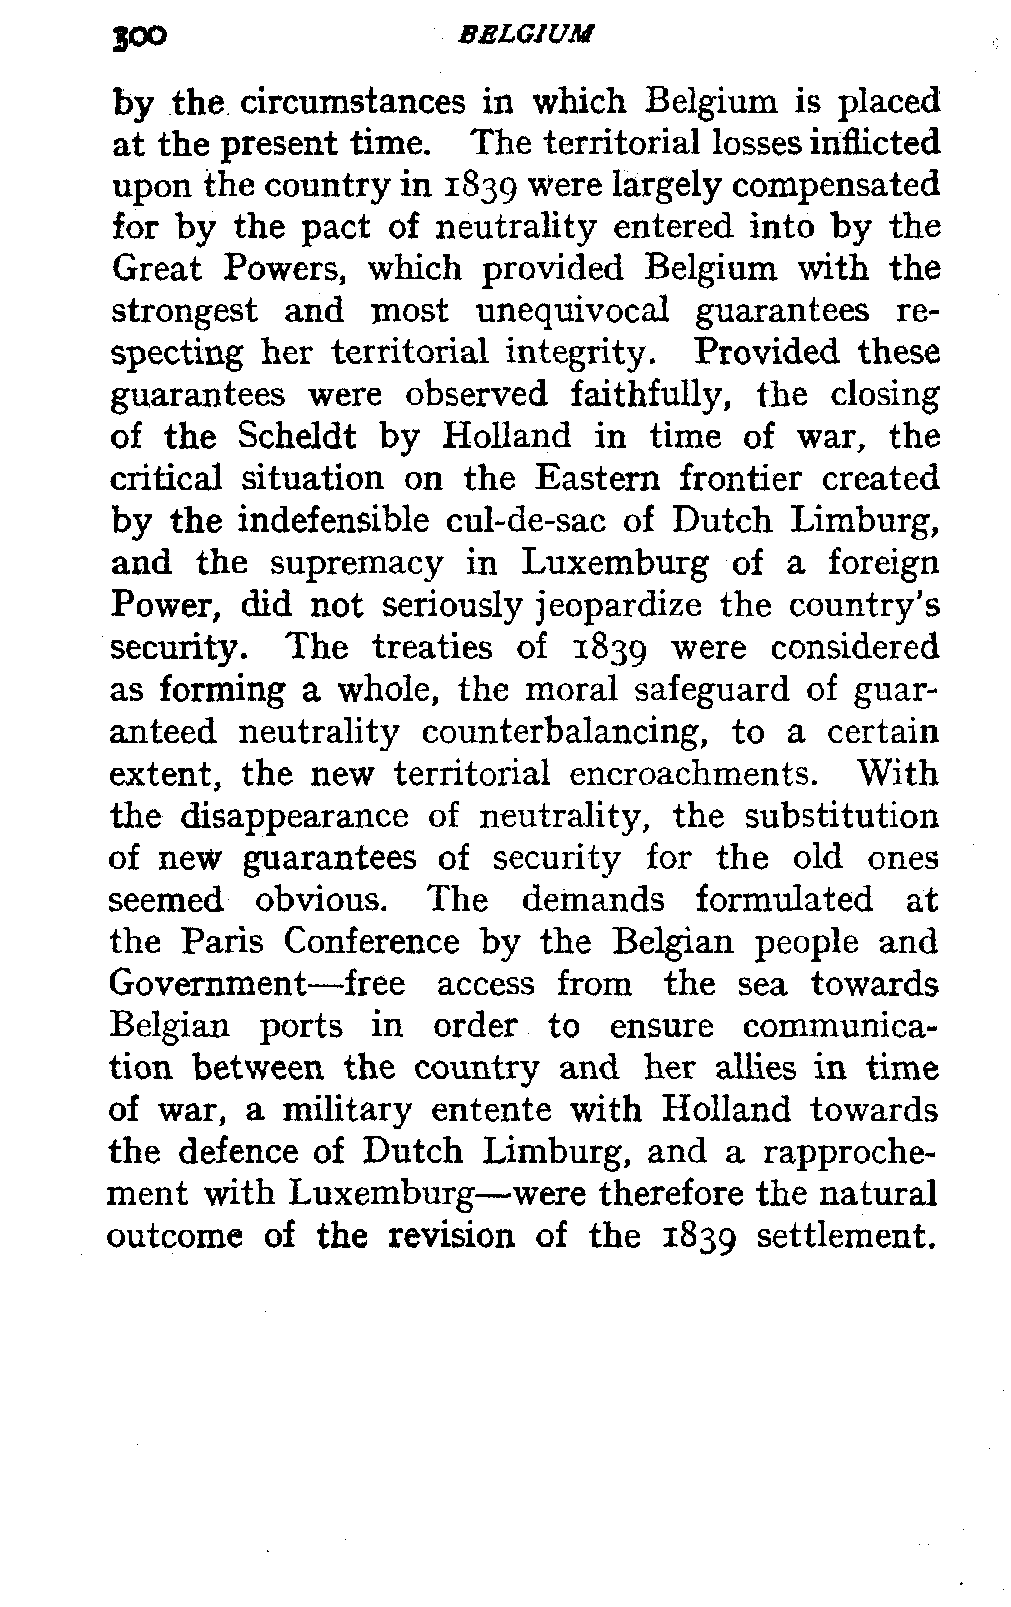 300 BELGIUM
by the circumstances in which Belgium is placed
at the present time. The territorial losses inflicted
upon the country in 1839 were largely compensated
for by the pact of neutrality entered into by the
Great Powers, which provided Belgium with the
strongest and most unequivocal guarantees re-
specting her territorial integrity. Provided these
guarantees were observed faithfully, the closing
of the Scheldt by Holland in time of war, the
critical situation on the Eastern frontier created
by the indefensible cul-de-sac of Dutch Limburg,
and the supremacy in Luxemburg of a foreign
Power, did not seriously jeopardize the country's
security. The treaties of 1839 were considered
as forming a whole, the moral safeguard of guar-
anteed neutrality counterbalancing, to a certain
extent, the new territorial encroachments. With
the disappearance of neutrality, the substitution
of new guarantees of security for the old ones
seemed obvious. The demands formulated at
the Paris Conference by the Belgian people and
Government—free access from the sea towards
Belgian ports in order to ensure communica-
tion between the country and her allies in time
of war, a military entente with Holland towards
the defence of Dutch Limburg, and a rapproche-
ment with Luxemburg—were therefore the natural
outcome of the revision of the 1839 settlement.